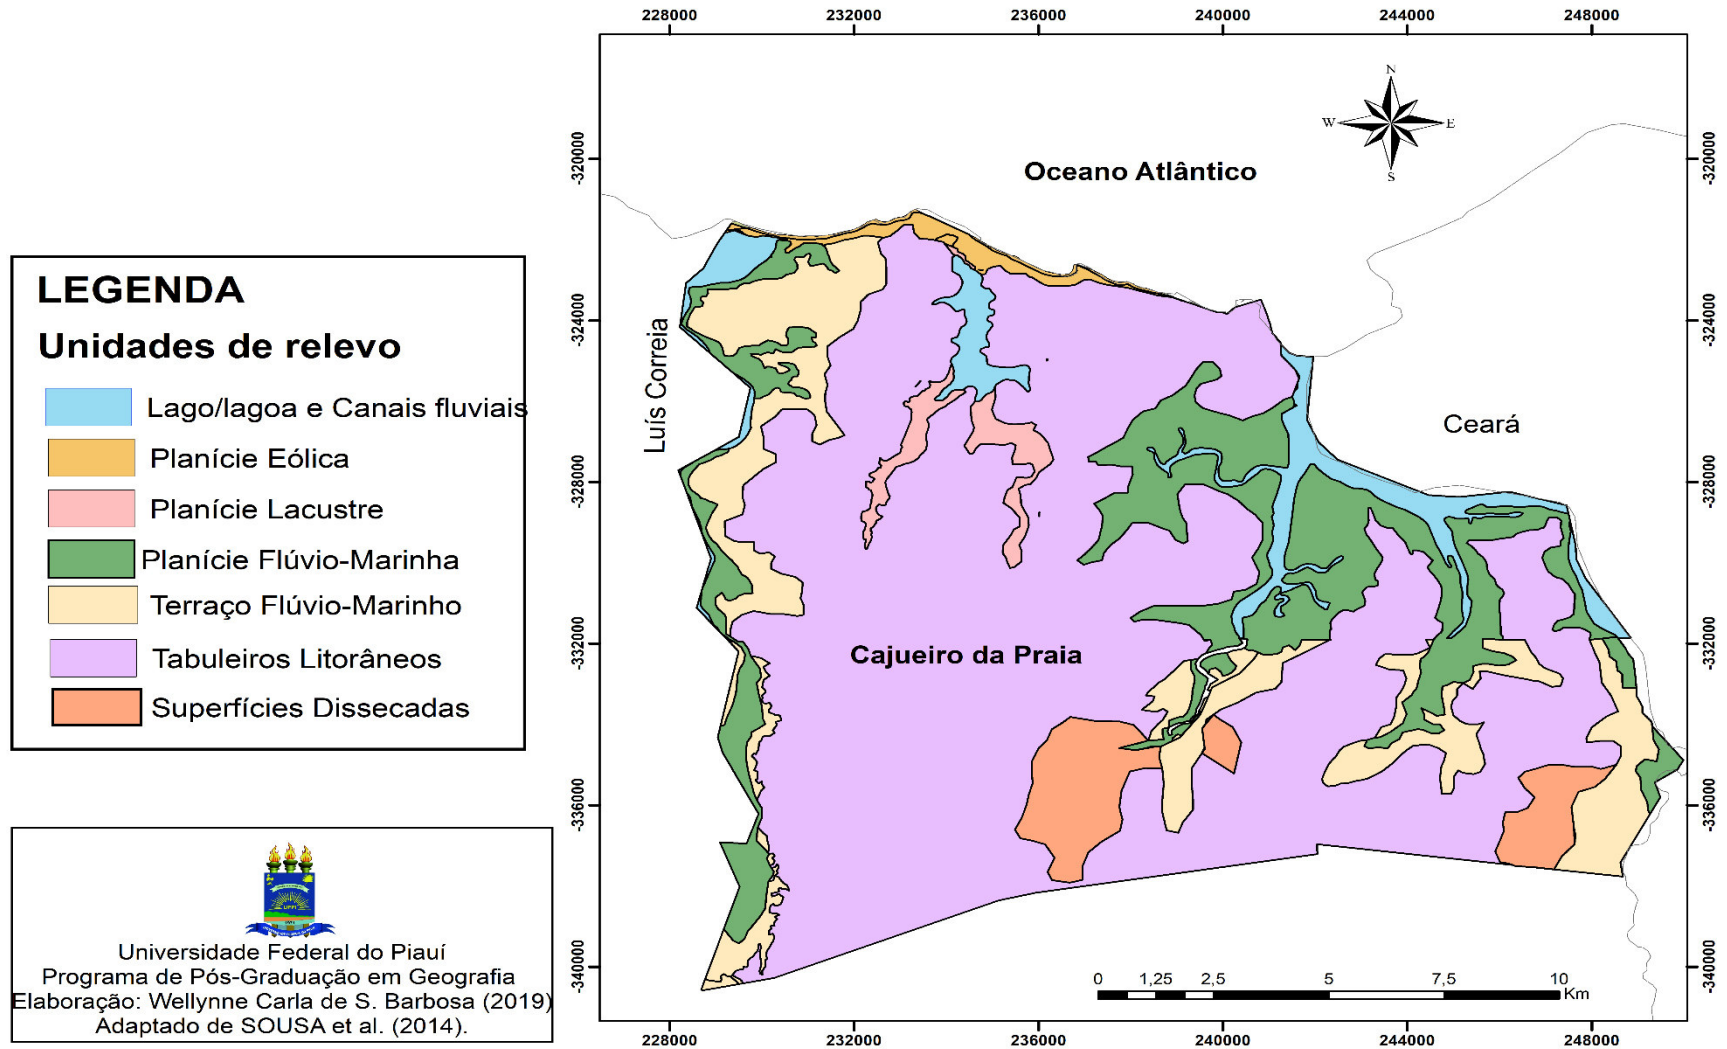 228000 232000 236000 240000 244000 248000
N
W E
S
-320000 -320000
Oceano Atlântico
-324000 -324000
Luís Correia
Ceará
-328000 -328000
-332000 -332000
Cajueiro da Praia
-336000 -336000
-340000 -340000
0 1,25 2,5 5 7,5 10
Km
228000 232000 236000 240000 244000 248000
LEGENDA
Unidades de relevo
Lago/lagoa e Canais fluviais
Planície Eólica
Planície Lacustre
Planície Flúvio-Marinha
Terraço Flúvio-Marinho
Tabuleiros Litorâneos
Superfícies Dissecadas
UFPI
Universidade Federal do Piauí
Programa de Pós-Graduação em Geografia
Elaboração: Wellynne Carla de S. Barbosa (2019)
Adaptado de SOUSA et al. (2014).